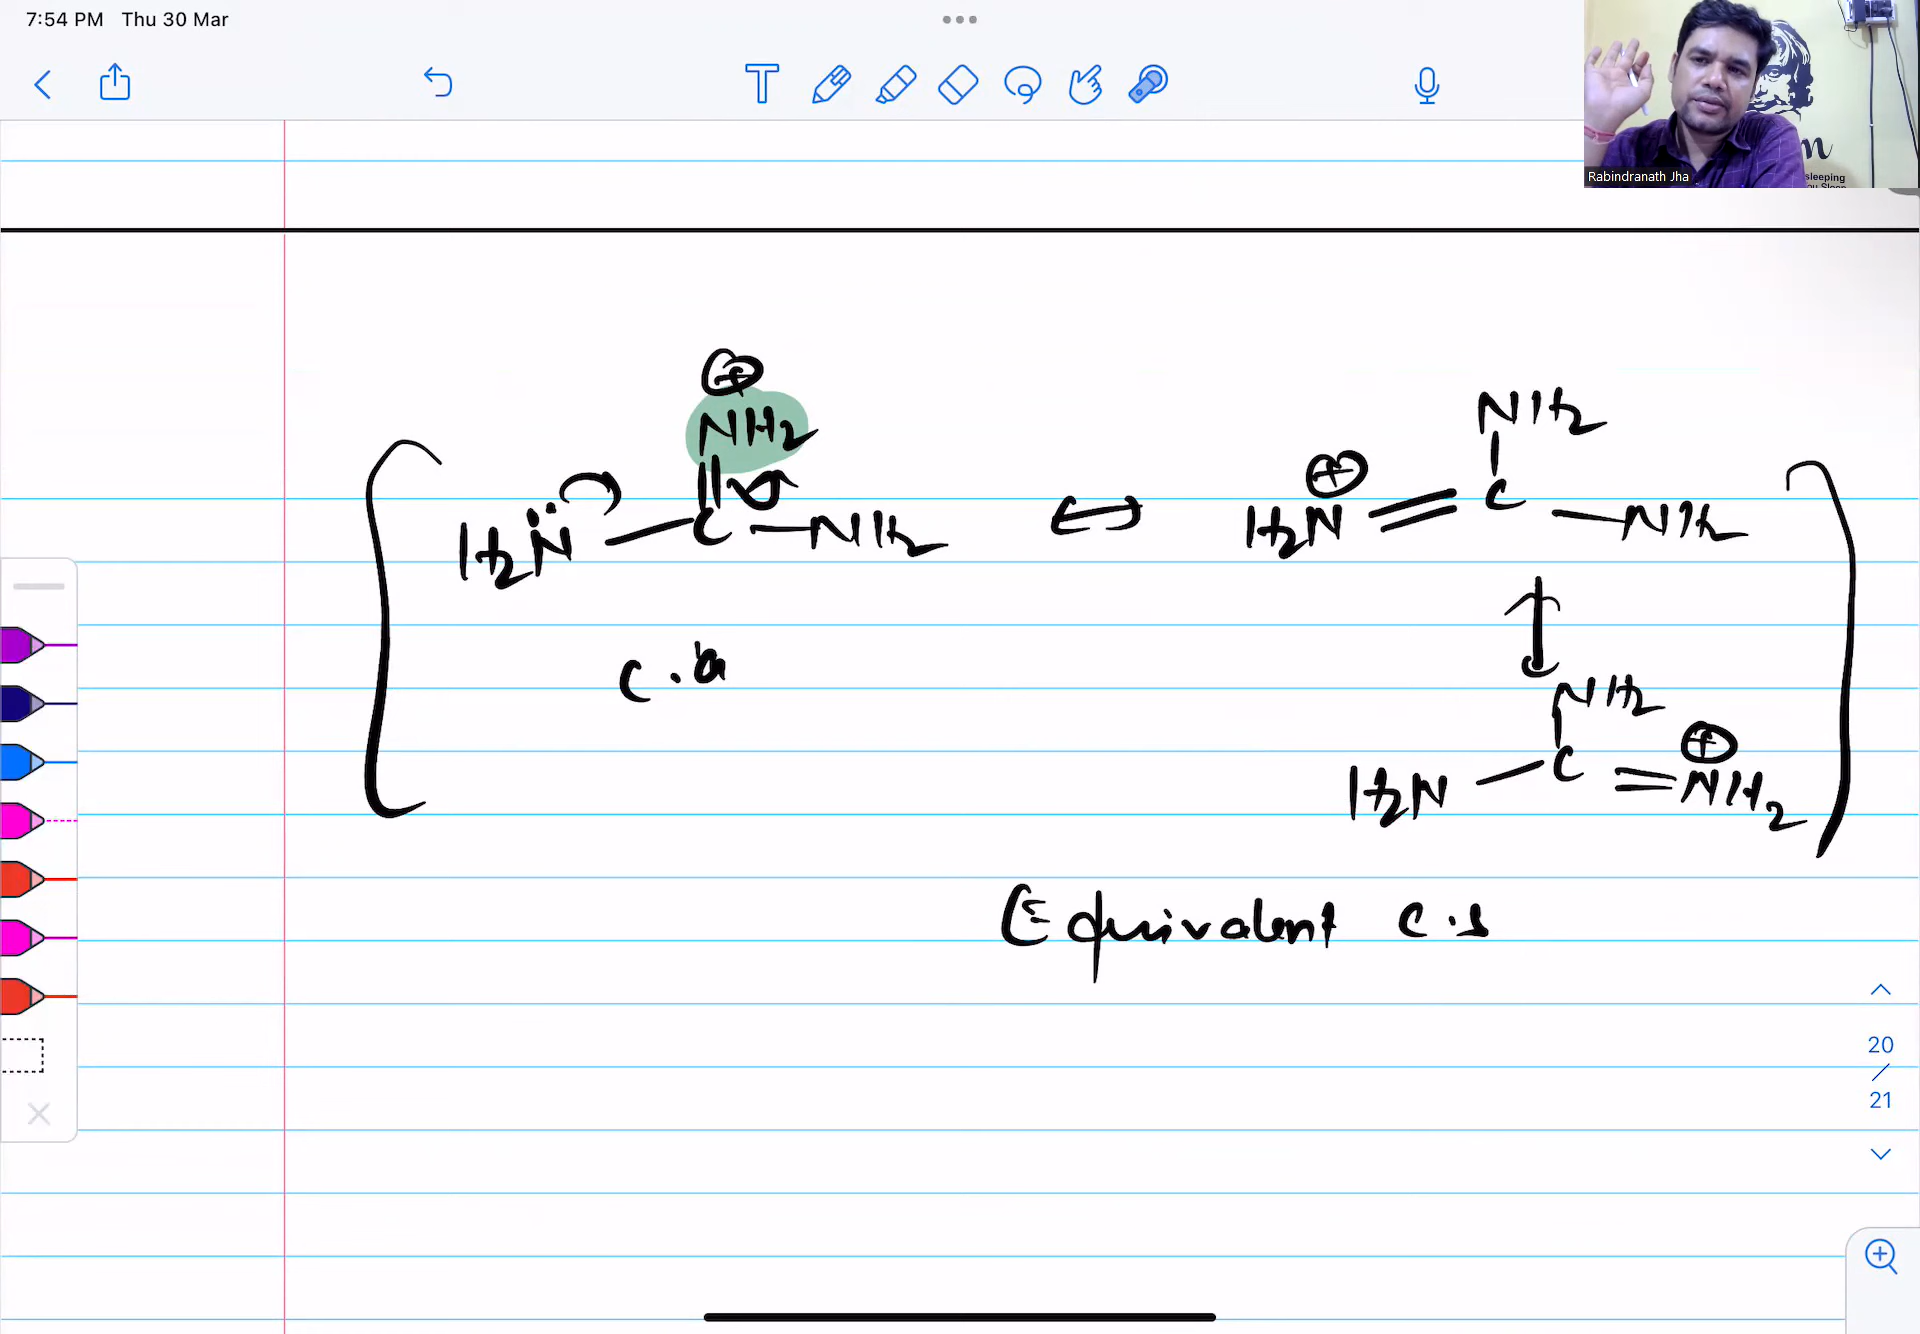 7:54 PM Thu 30 Mar
Rabindranath Jha
sleeping
⊕
NH2
H2N̈ — C — NH2 ↔ H2N = C — NH2
⊕
NH2
c.a
NH2
⊕
H2N — C = NH2
Equivalent c.s
20
/
21